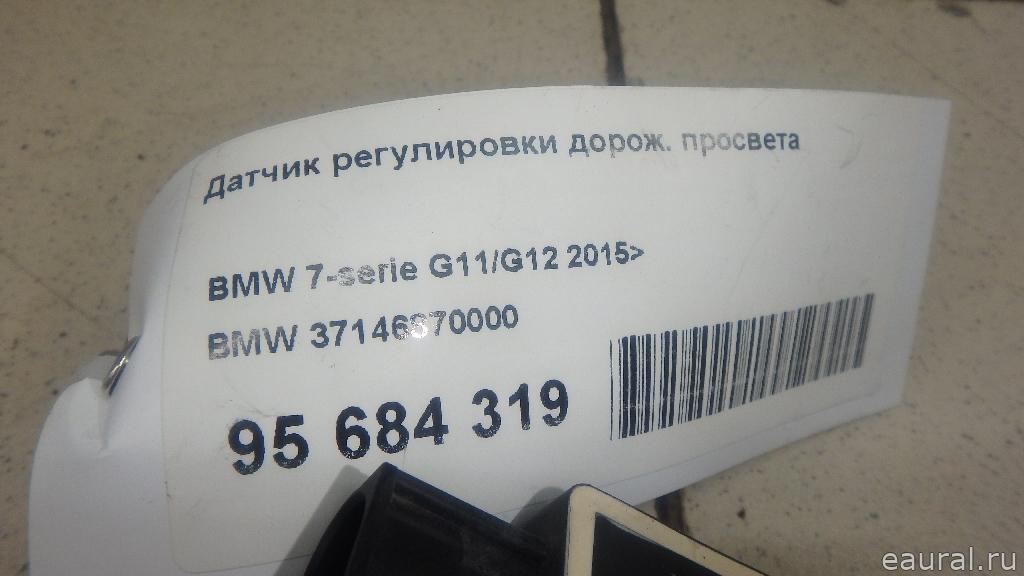 Датчик регулировки дорож. просвета
BMW 7-serie G11/G12 2015>
BMW 37146870000
95 684 319
eaural.ru